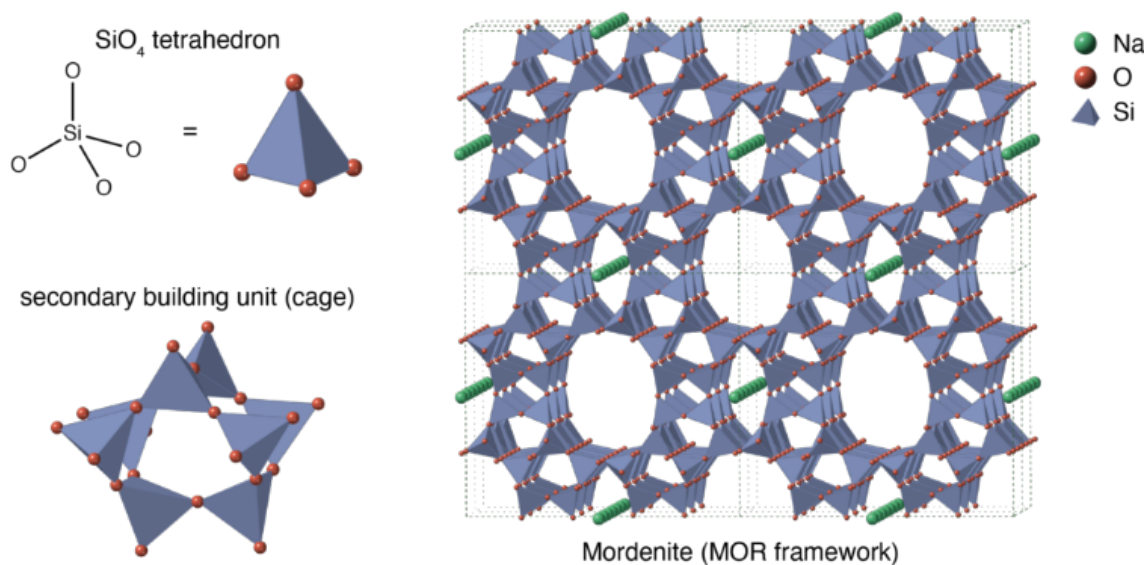 SiO₄ tetrahedron
O
Si
O
O
O
=
secondary building unit (cage)
Na
O
Si
Mordenite (MOR framework)